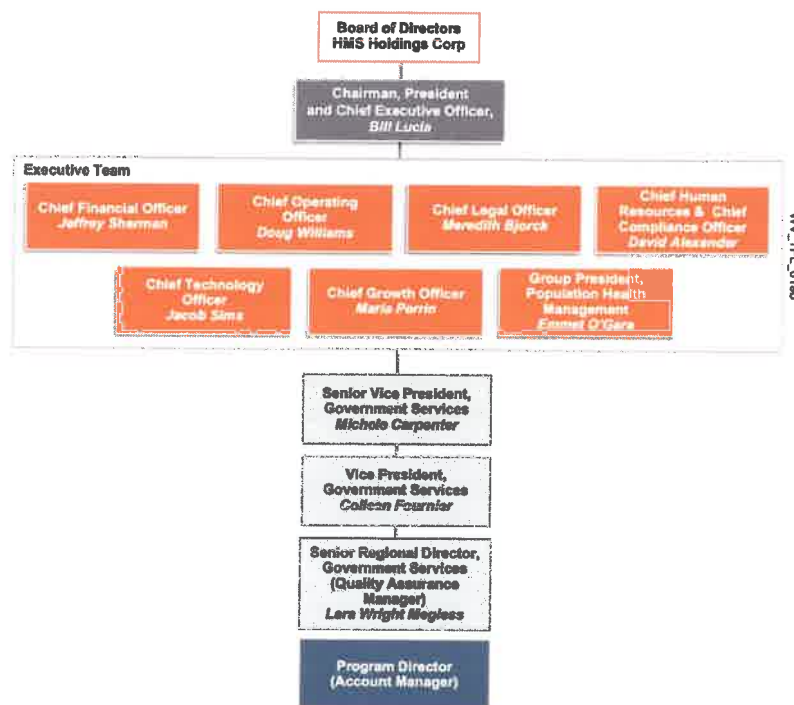 Board of Directors
HMS Holdings Corp
Chairman, President
and Chief Executive Officer,
Bill Lucia
Executive Team
Chief Financial Officer
Jeffrey Sherman
Chief Operating
Officer
Doug Williams
Chief Legal Officer
Meredith Bjorck
Chief Human
Resources & Chief
Compliance Officer
David Alexander
Chief Technology
Officer
Jacob Sims
Chief Growth Officer
Maria Perrin
Group President,
Population Health
Management
Emmet O'Gara
Senior Vice President,
Government Services
Michele Carpenter
Vice President,
Government Services
Colleen Fournier
Senior Regional Director,
Government Services
(Quality Assurance
Manager)
Lara Wright Megless
Program Director
(Account Manager)